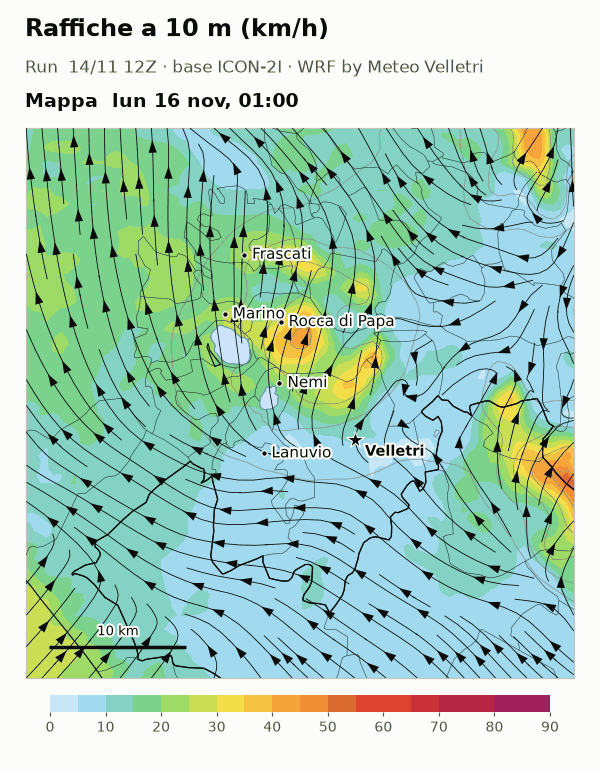 Raffiche a 10 m (km/h)
Run  14/11 12Z · base ICON-2I · WRF by Meteo Velletri
Mappa  lun 16 nov, 01:00
Frascati
Marino
Rocca di Papa
Nemi
Velletri
Lanuvio
10 km
0 10 20 30 40 50 60 70 80 90